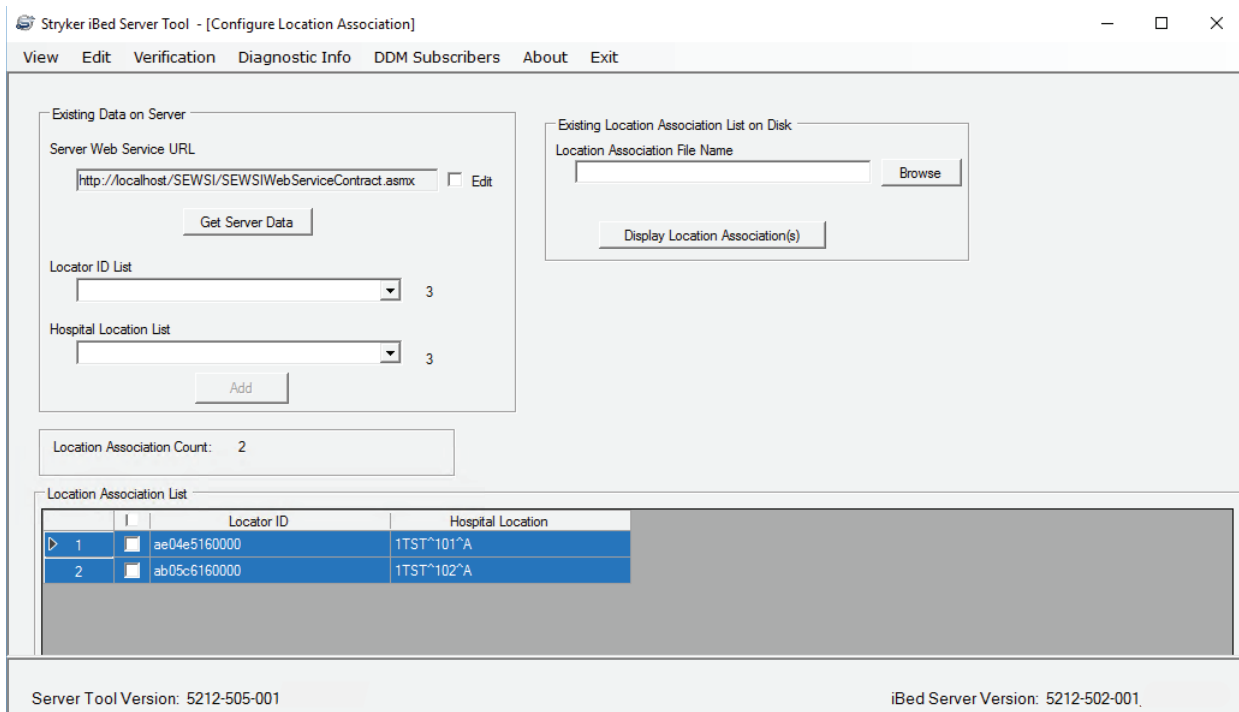 Stryker iBed Server Tool - [Configure Location Association]
View Edit Verification Diagnostic Info DDM Subscribers About Exit
Existing Data on Server
Server Web Service URL
http://localhost/SEWSI/SEWSIWebServiceContract.asmx Edit
Get Server Data
Locator ID List
3
Hospital Location List
3
Add
Existing Location Association List on Disk
Location Association File Name
Browse
Display Location Association(s)
Location Association Count: 2
Location Association List
Locator ID Hospital Location
1 ae04e5160000 1TST^101^A
2 ab05c6160000 1TST^102^A
Server Tool Version: 5212-505-001 iBed Server Version: 5212-502-001